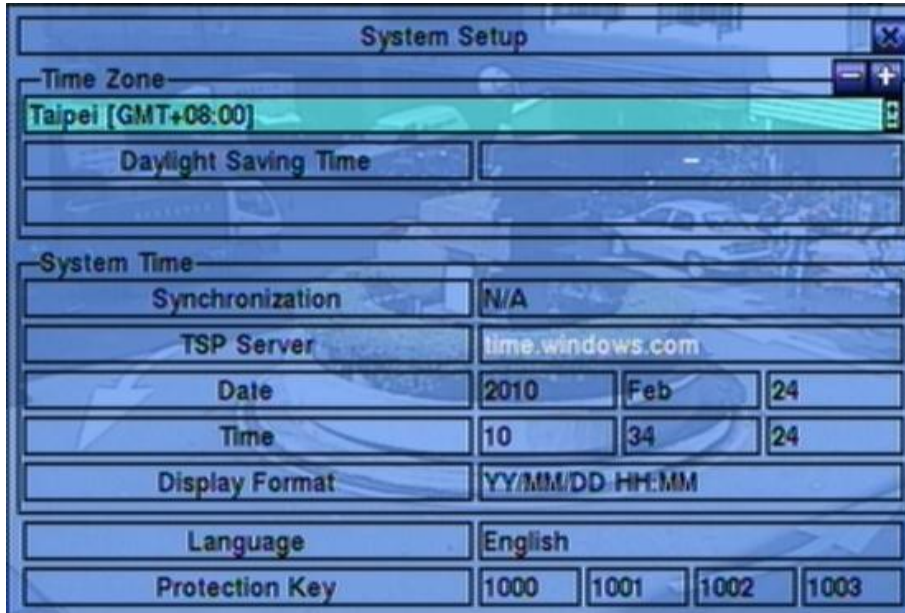 System Setup
Time Zone
Taipei [GMT+08:00]
Daylight Saving Time -
System Time
Synchronization N/A
TSP Server time.windows.com
Date 2010 Feb 24
Time 10 34 24
Display Format YY/MM/DD HH:MM
Language English
Protection Key 1000 1001 1002 1003